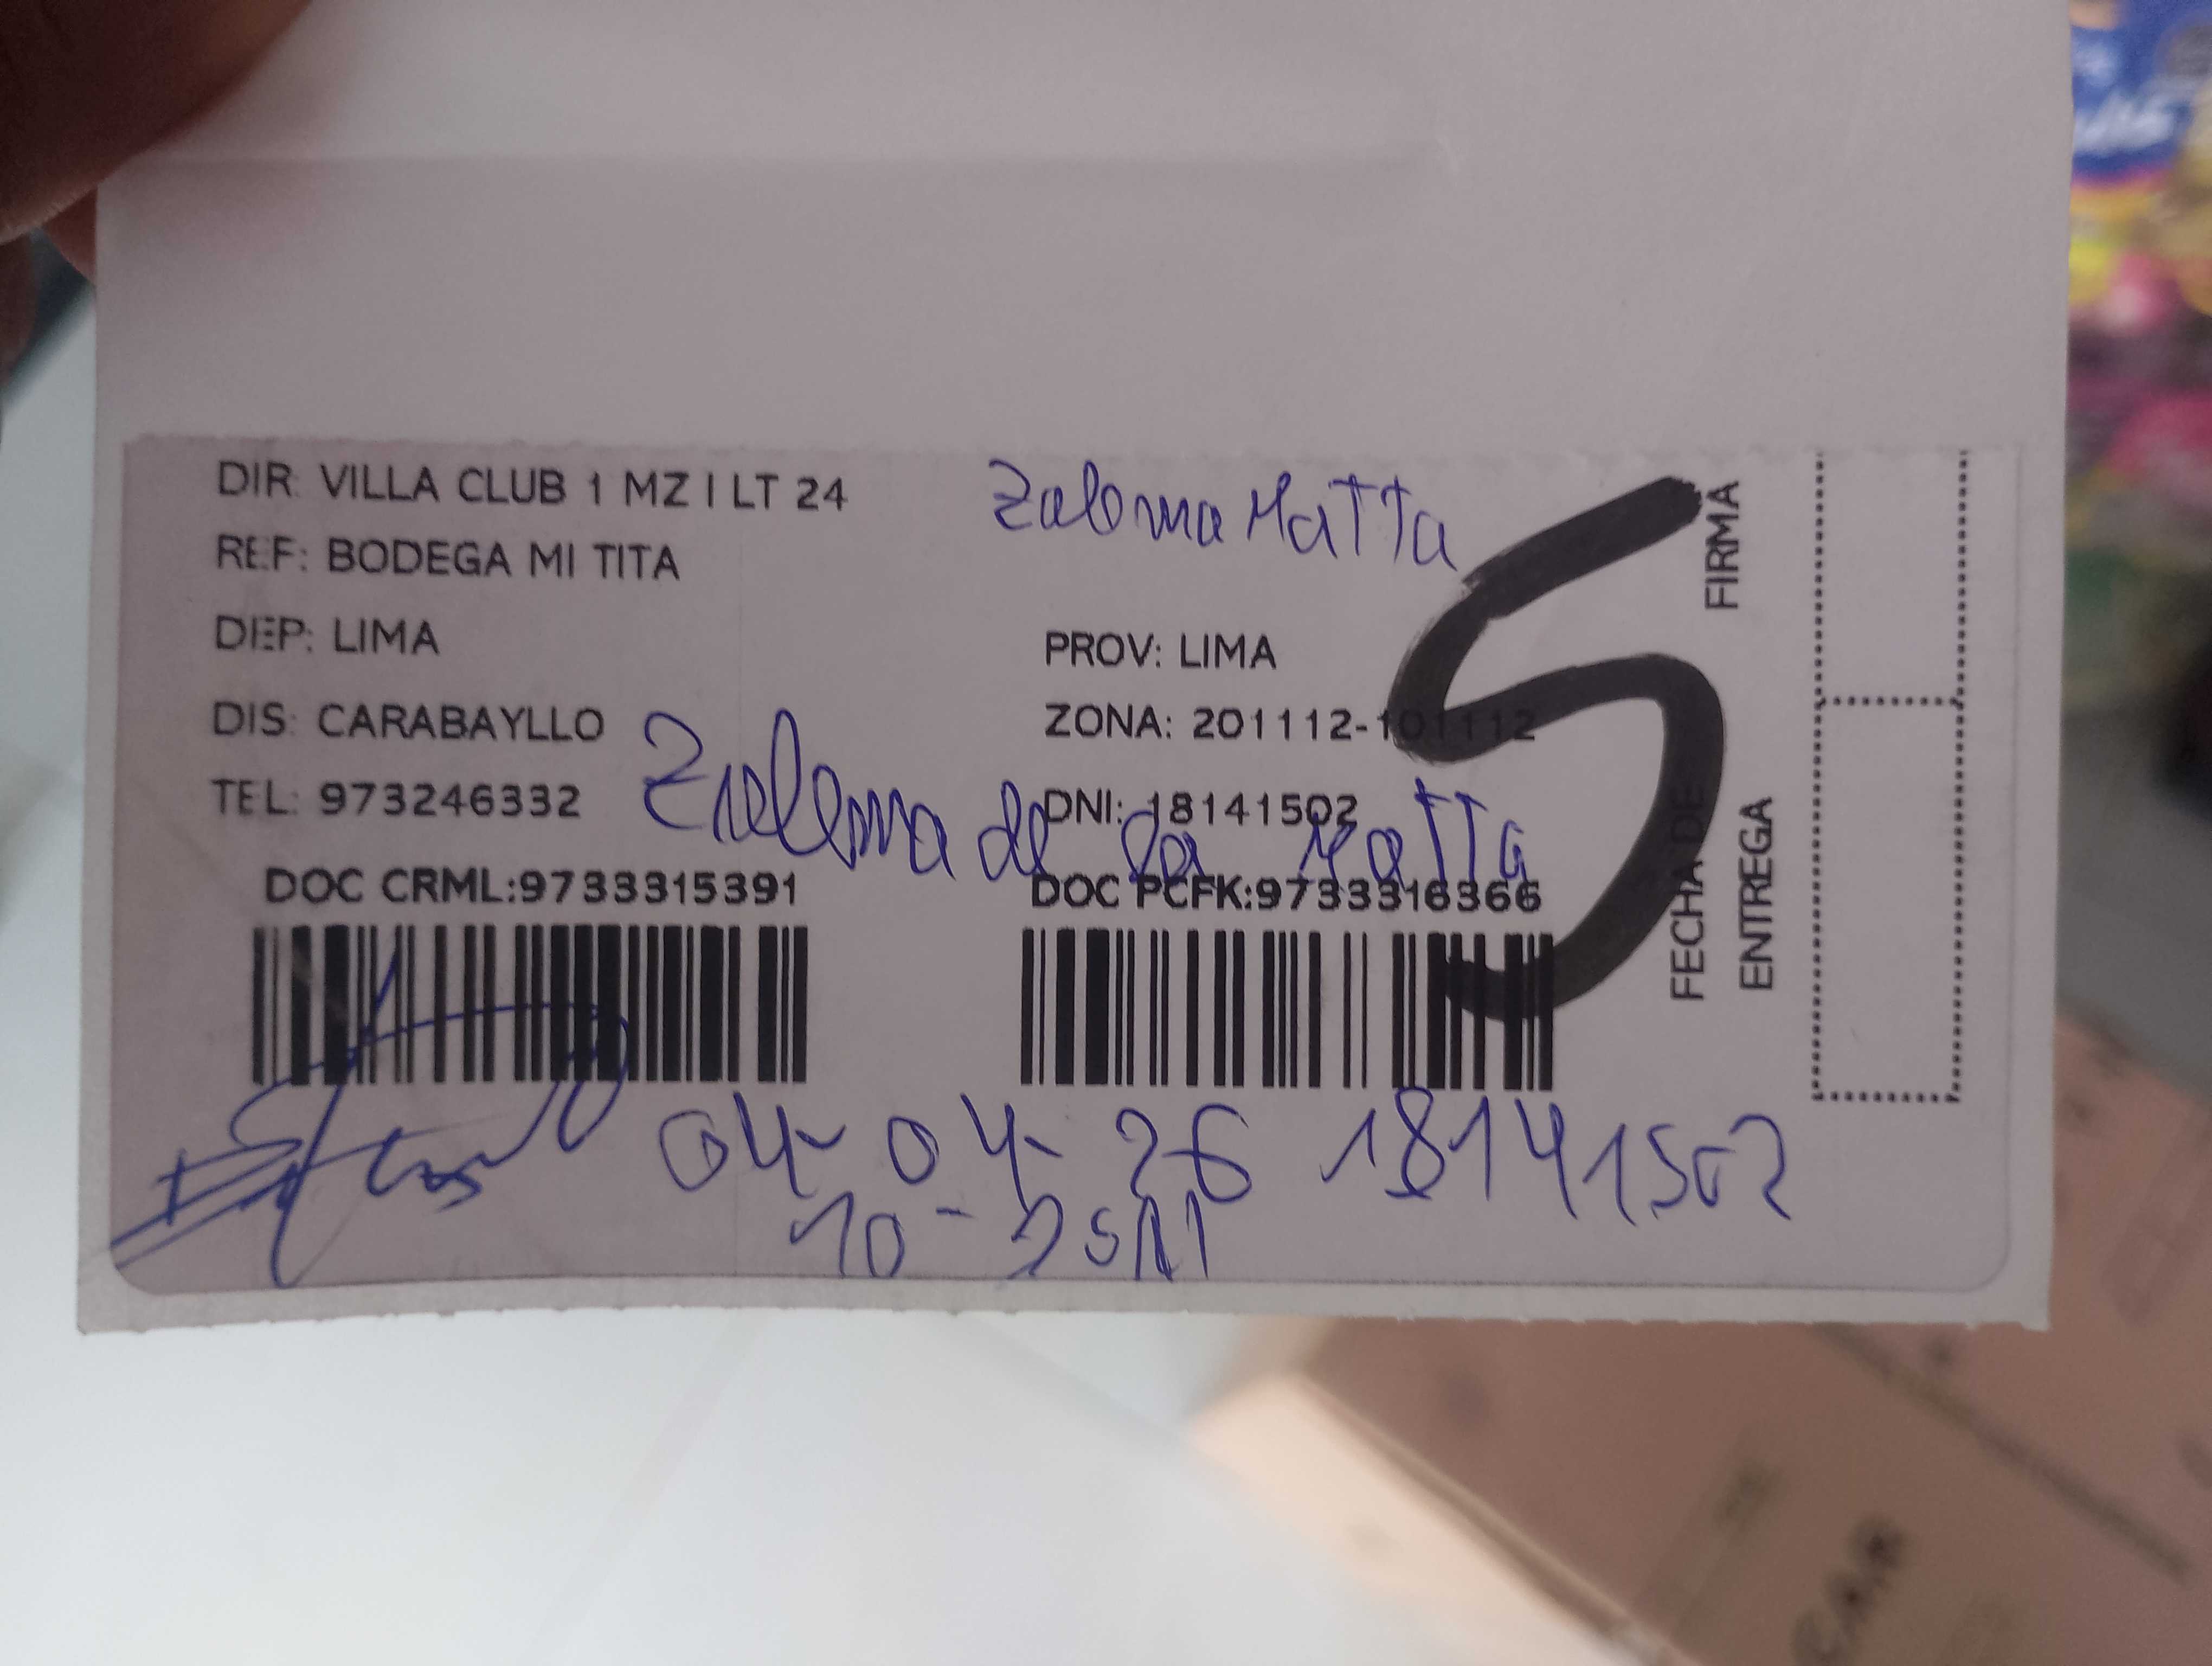 DIR: VILLA CLUB 1 MZ I LT 24
Zaloma Matta
REF: BODEGA MI TITA
DEP: LIMA
PROV: LIMA
DIS: CARABAYLLO
ZONA: 201112-101112
TEL: 973246332
DNI: 18141502
de la Matta
DOC CRML:9733315391
DOC PCFK:9733316366
FIRMA
FECHA DE
ENTREGA
5
04-04-26 18141502
10-